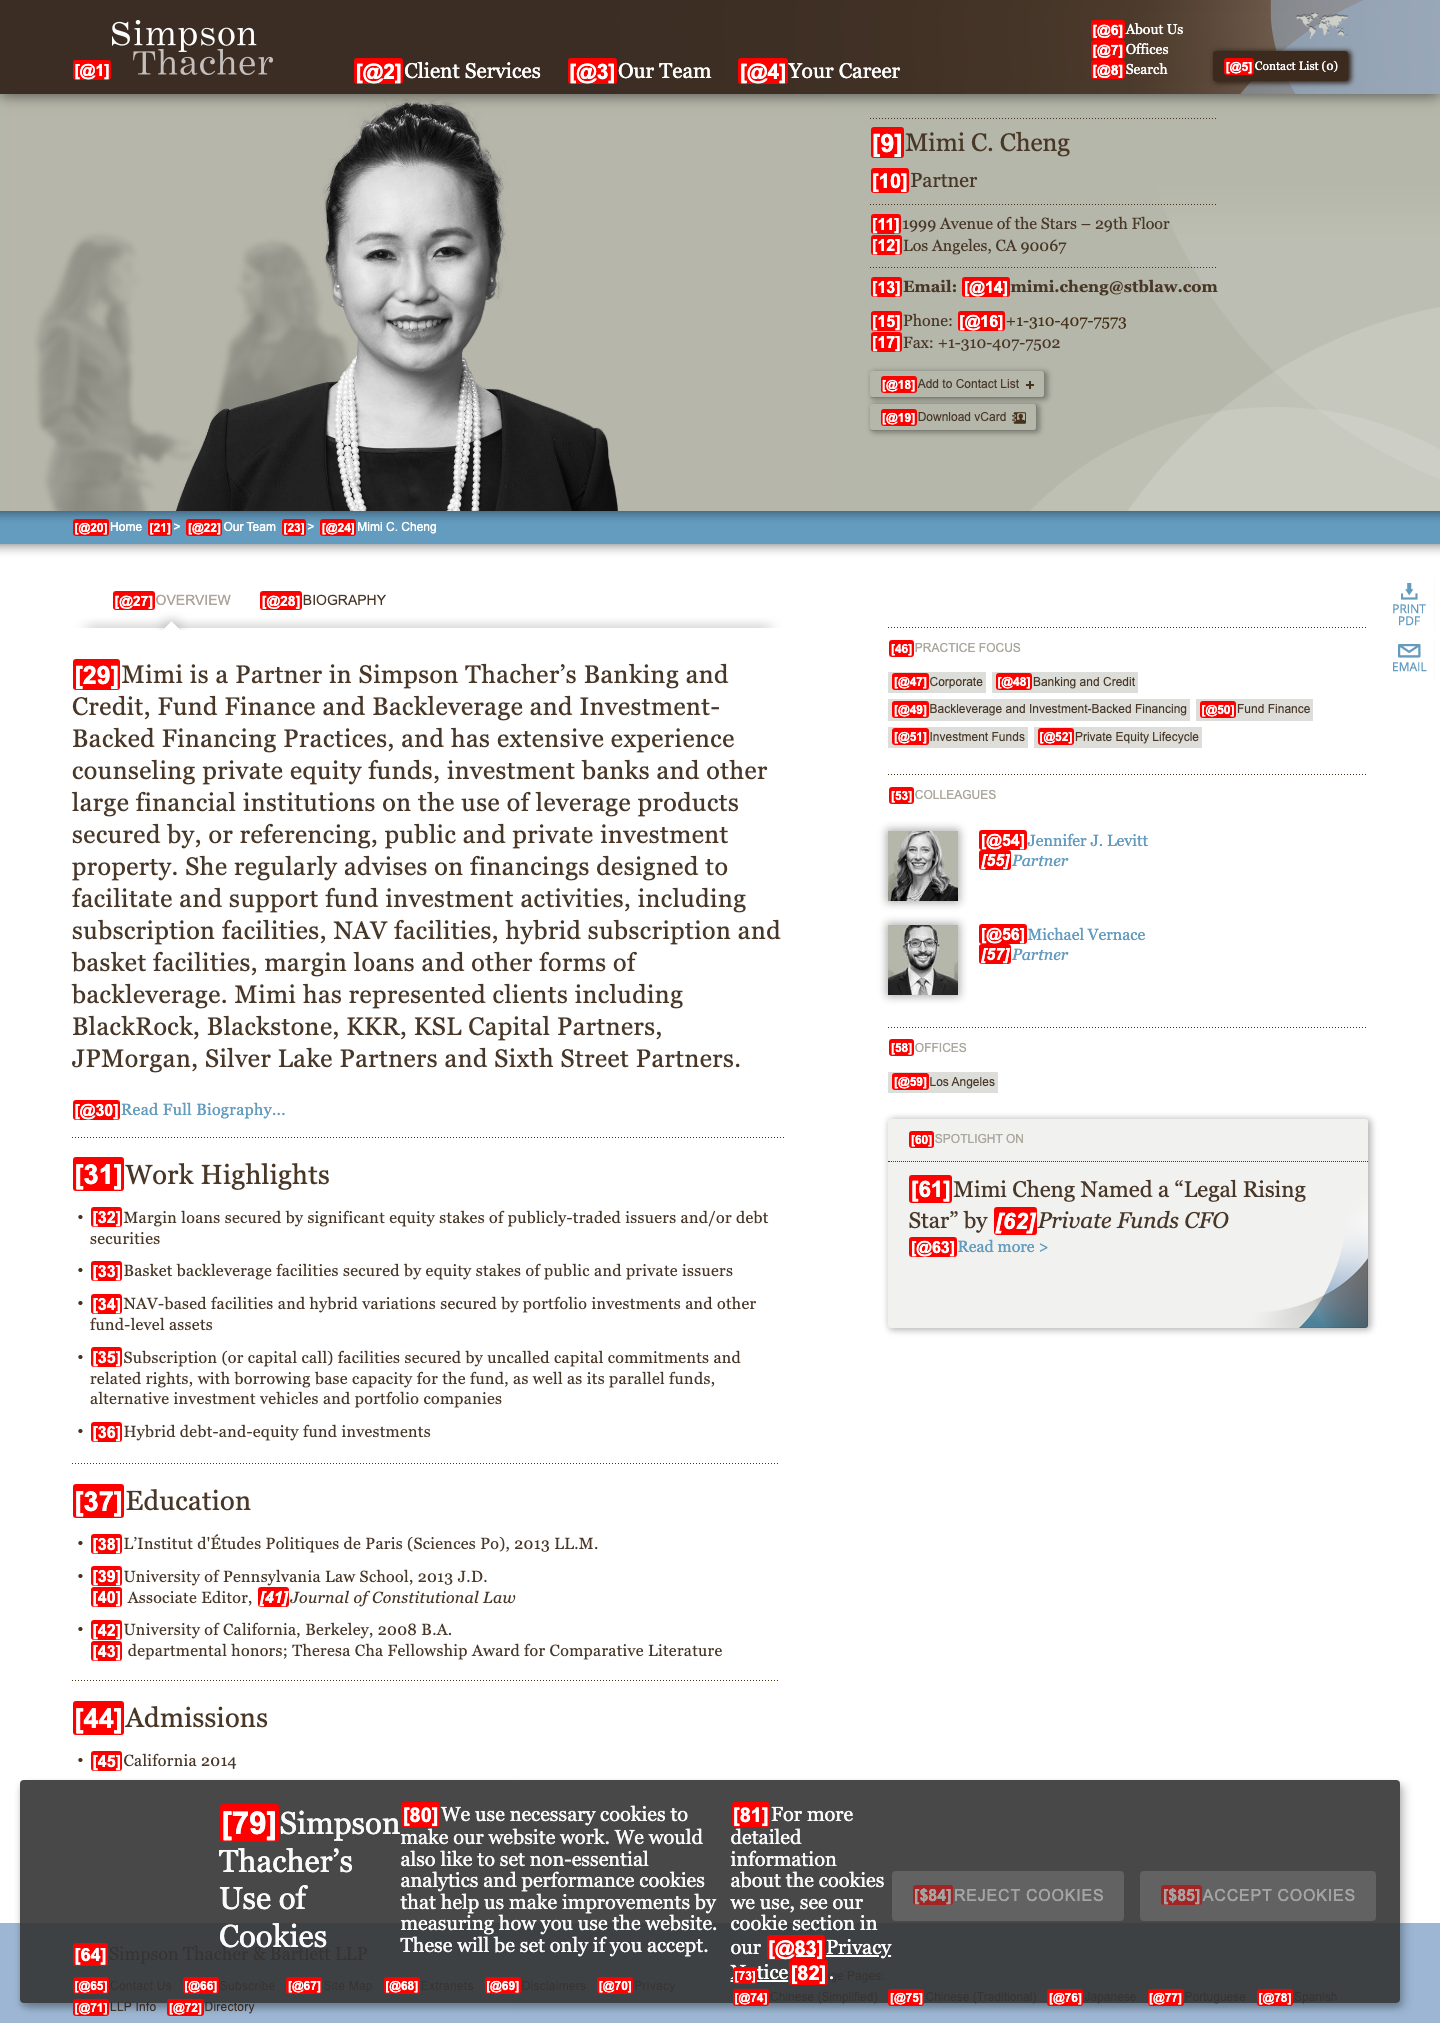 Simpson
Thacher
[@1]
[@2]Client Services [@3]Our Team [@4]Your Career
[@6]About Us
[@7]Offices
[@8]Search
[@5]Contact List (0)
[9]Mimi C. Cheng
[10]Partner
[11]1999 Avenue of the Stars – 29th Floor
[12]Los Angeles, CA 90067
[13]Email: [@14]mimi.cheng@stblaw.com
[15]Phone: [@16]+1-310-407-7573
[17]Fax: +1-310-407-7502
[@18]Add to Contact List +
[@19]Download vCard
[@20]Home [21]> [@22]Our Team [23]> [@24]Mimi C. Cheng
[@27]OVERVIEW [@28]BIOGRAPHY
[29]Mimi is a Partner in Simpson Thacher’s Banking and
Credit, Fund Finance and Backleverage and Investment-
Backed Financing Practices, and has extensive experience
counseling private equity funds, investment banks and other
large financial institutions on the use of leverage products
secured by, or referencing, public and private investment
property. She regularly advises on financings designed to
facilitate and support fund investment activities, including
subscription facilities, NAV facilities, hybrid subscription and
basket facilities, margin loans and other forms of
backleverage. Mimi has represented clients including
BlackRock, Blackstone, KKR, KSL Capital Partners,
JPMorgan, Silver Lake Partners and Sixth Street Partners.
[@30]Read Full Biography...
[31]Work Highlights
• [32]Margin loans secured by significant equity stakes of publicly-traded issuers and/or debt
securities
• [33]Basket backleverage facilities secured by equity stakes of public and private issuers
• [34]NAV-based facilities and hybrid variations secured by portfolio investments and other
fund-level assets
• [35]Subscription (or capital call) facilities secured by uncalled capital commitments and
related rights, with borrowing base capacity for the fund, as well as its parallel funds,
alternative investment vehicles and portfolio companies
• [36]Hybrid debt-and-equity fund investments
[37]Education
• [38]L’Institut d'Études Politiques de Paris (Sciences Po), 2013 LL.M.
• [39]University of Pennsylvania Law School, 2013 J.D.
[40] Associate Editor, [41]Journal of Constitutional Law
• [42]University of California, Berkeley, 2008 B.A.
[43] departmental honors; Theresa Cha Fellowship Award for Comparative Literature
[44]Admissions
• [45]California 2014
PRINT
PDF
EMAIL
[46]PRACTICE FOCUS
[@47]Corporate [@48]Banking and Credit
[@49]Backleverage and Investment-Backed Financing [@50]Fund Finance
[@51]Investment Funds [@52]Private Equity Lifecycle
[53]COLLEAGUES
[@54]Jennifer J. Levitt
[55]Partner
[@56]Michael Vernace
[57]Partner
[58]OFFICES
[@59]Los Angeles
[60]SPOTLIGHT ON
[61]Mimi Cheng Named a “Legal Rising
Star” by [62]Private Funds CFO
[@63]Read more >
[79]Simpson
Thacher’s
Use of
Cookies
[80]We use necessary cookies to
make our website work. We would
also like to set non-essential
analytics and performance cookies
that help us make improvements by
measuring how you use the website.
These will be set only if you accept.
[81]For more
detailed
information
about the cookies
we use, see our
cookie section in
our [@83]Privacy
Notice[82].
[$84]REJECT COOKIES [$85]ACCEPT COOKIES
[64]Simpson Thacher & Bartlett LLP
[@65]Contact Us [@66]Subscribe [@67]Site Map [@68]Extranets [@69]Disclaimers [@70]Privacy
[@71]LLP Info [@72]Directory
[73] Pages
[@74]Chinese (Simplified) [@75]Chinese (Traditional) [@76]Japanese [@77]Portuguese [@78]Spanish